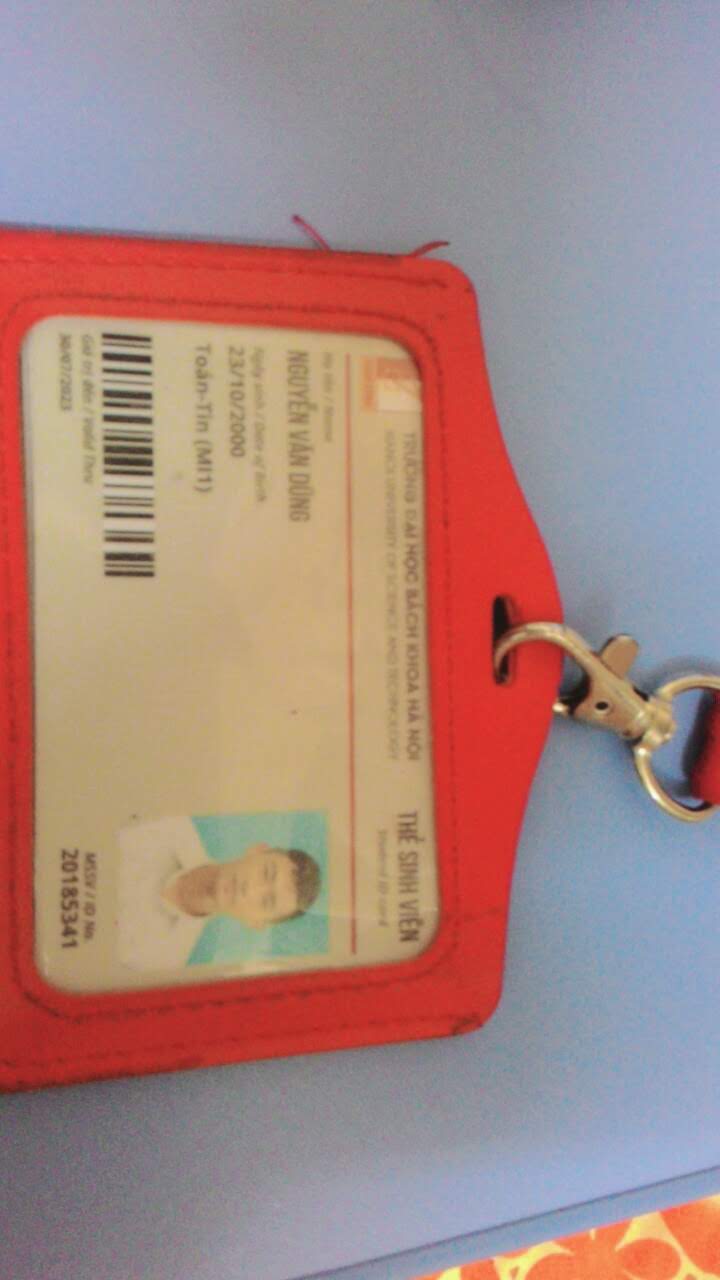 TRƯỜNG ĐẠI HỌC BÁCH KHOA HÀ NỘI
HANOI UNIVERSITY OF SCIENCE AND TECHNOLOGY
THẺ SINH VIÊN
Student ID card
Họ tên / Name
NGUYỄN VĂN DŨNG
Ngày sinh / Date of Birth
23/10/2000
Toán-Tin (MI1)
Giá trị đến / Valid Thru
30/07/2023
MSSV / ID No.
20185341